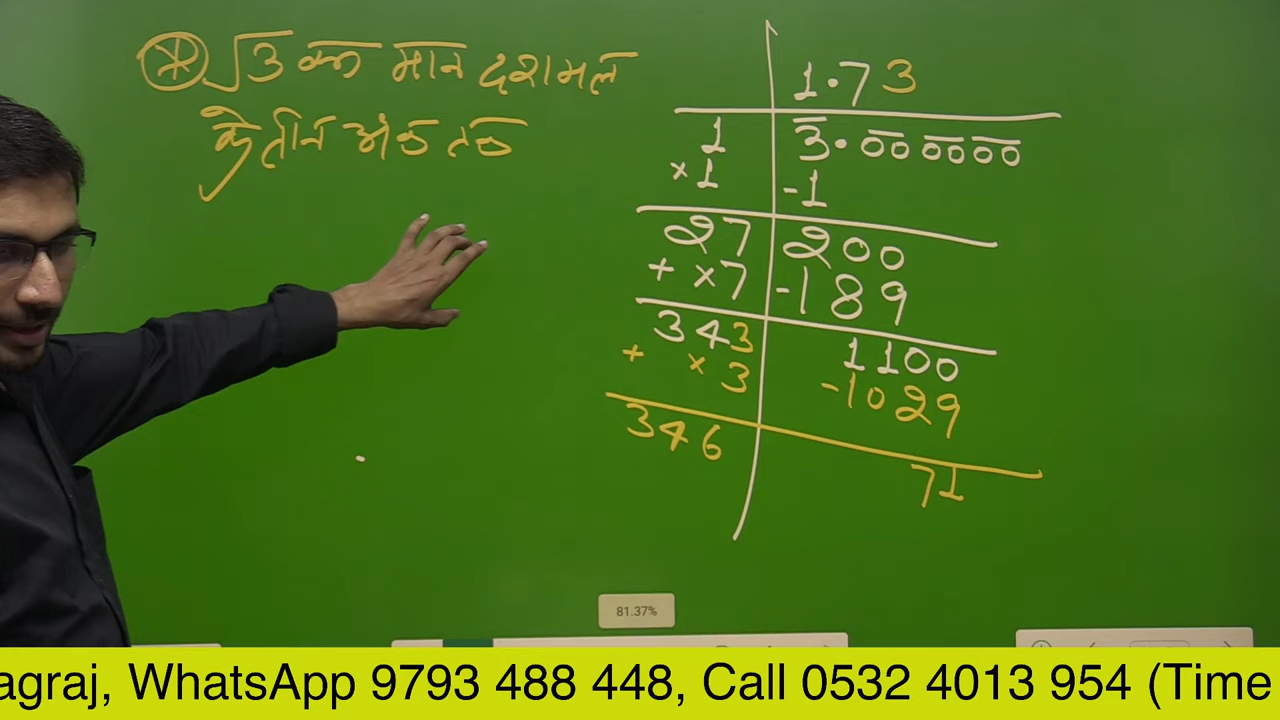 * √3 का मान दशमल
के तीन अंक तक
1.73
1 3.000000
×1 -1
27 200
+ ×7 -189
343 1100
+ ×3 -1029
346 71
81.37%
agraj, WhatsApp 9793 488 448, Call 0532 4013 954 (Time